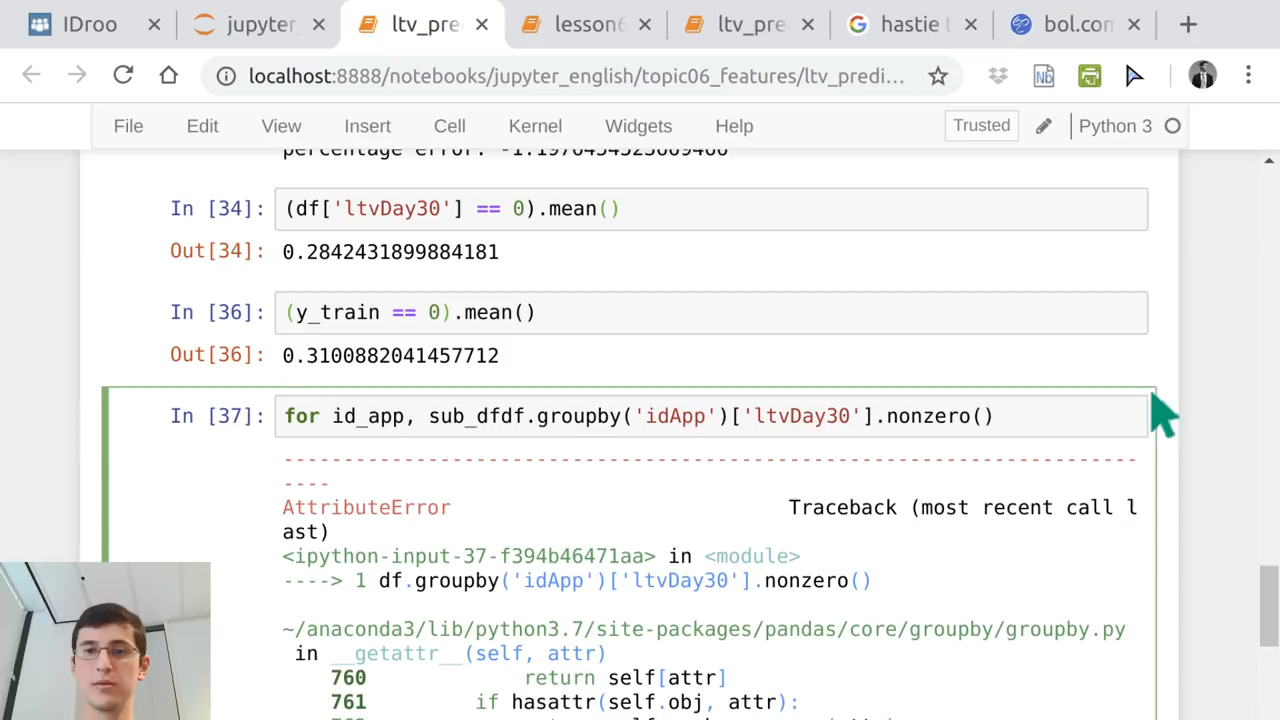 IDroo
jupyter_
ltv_pre
lesson6
ltv_pre
hastie t
bol.com
localhost:8888/notebooks/jupyter_english/topic06_features/ltv_predi...
File Edit View Insert Cell Kernel Widgets Help Trusted Python 3
percentage error:
In [34]: (df['ltvDay30'] == 0).mean()
Out[34]: 0.2842431899884181
In [36]: (y_train == 0).mean()
Out[36]: 0.3100882041457712
In [37]: for id_app, sub_dfdf.groupby('idApp')['ltvDay30'].nonzero()
---------------------------------------------------------------------------
AttributeError Traceback (most recent call l
ast)
<ipython-input-37-f394b46471aa> in <module>
----> 1 df.groupby('idApp')['ltvDay30'].nonzero()
~/anaconda3/lib/python3.7/site-packages/pandas/core/groupby/groupby.py
in __getattr__(self, attr)
760 return self[attr]
761 if hasattr(self.obj, attr):